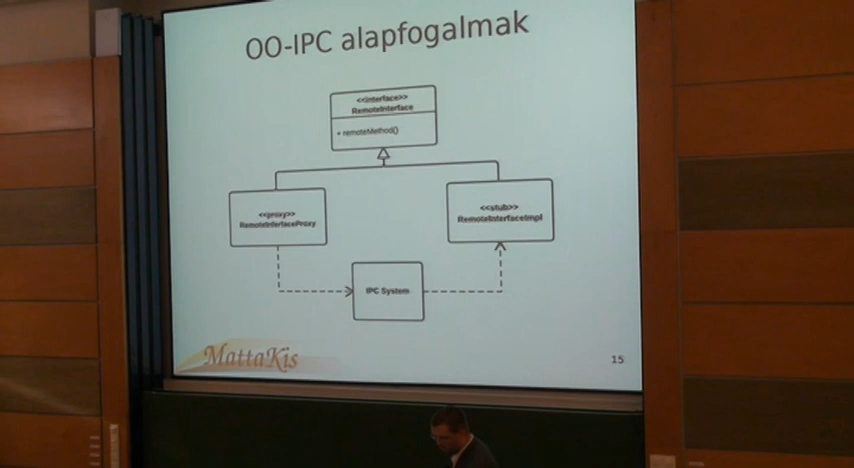 OO-IPC alapfogalmak
<<interface>>
RemoteInterface
+ remoteMethod()
<<proxy>>
RemoteInterfaceProxy
<<stub>>
RemoteInterfaceImpl
IPC System
MattaKis
15